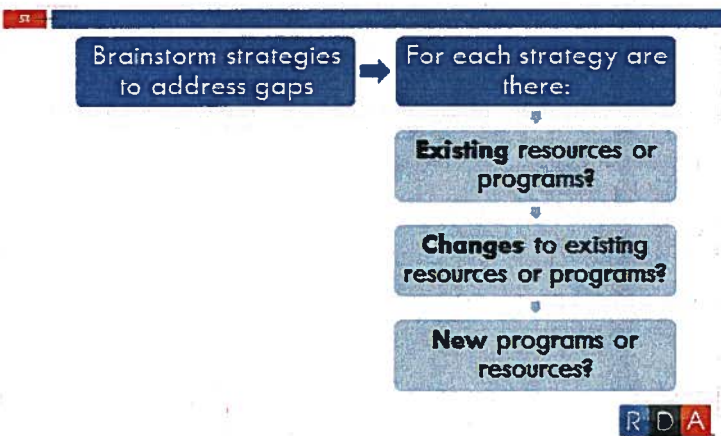 52
Brainstorm strategies
to address gaps
For each strategy are
there:
Existing resources or
programs?
Changes to existing
resources or programs?
New programs or
resources?
RDA